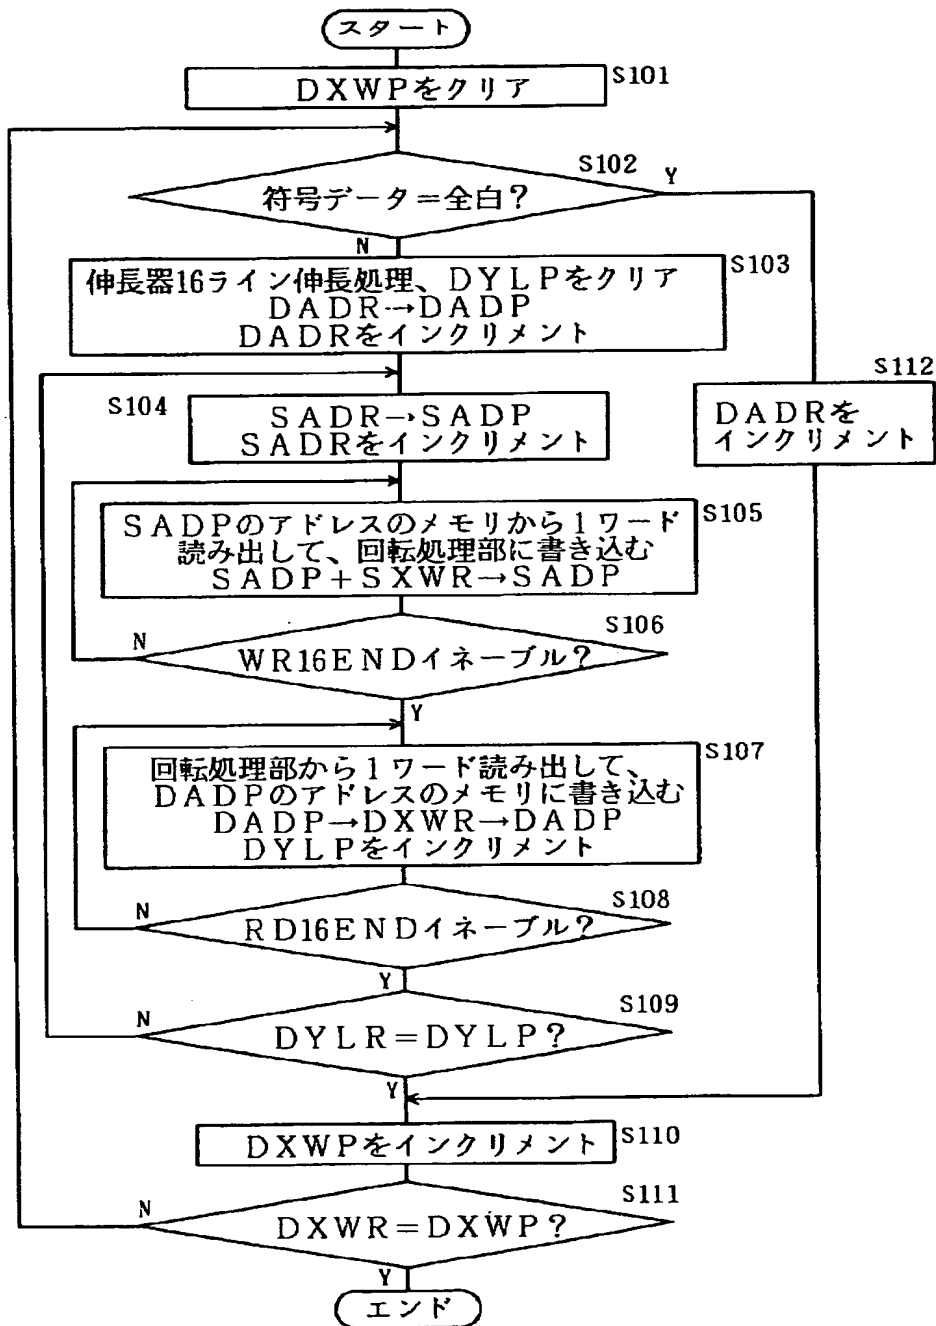 スタート
DXWPをクリア
S101
S102
Y
符号データ=全白?
N
S103
伸長器16ライン伸長処理、DYLPをクリア
DADR→DADP
DADRをインクリメント
S112
S104
SADR→SADP
SADRをインクリメント
DADRを
インクリメント
SADPのアドレスのメモリから1ワード
読み出して、回転処理部に書き込む
SADP+SXWR→SADP
S105
S106
N
WR16ENDイネーブル?
Y
S107
回転処理部から1ワード読み出して、
DADPのアドレスのメモリに書き込む
DADP→DXWR→DADP
DYLPをインクリメント
S108
N
RD16ENDイネーブル?
Y
S109
N
DYLR=DYLP?
Y
DXWPをインクリメント
S110
S111
N
DXWR=DXWP?
Y
エンド